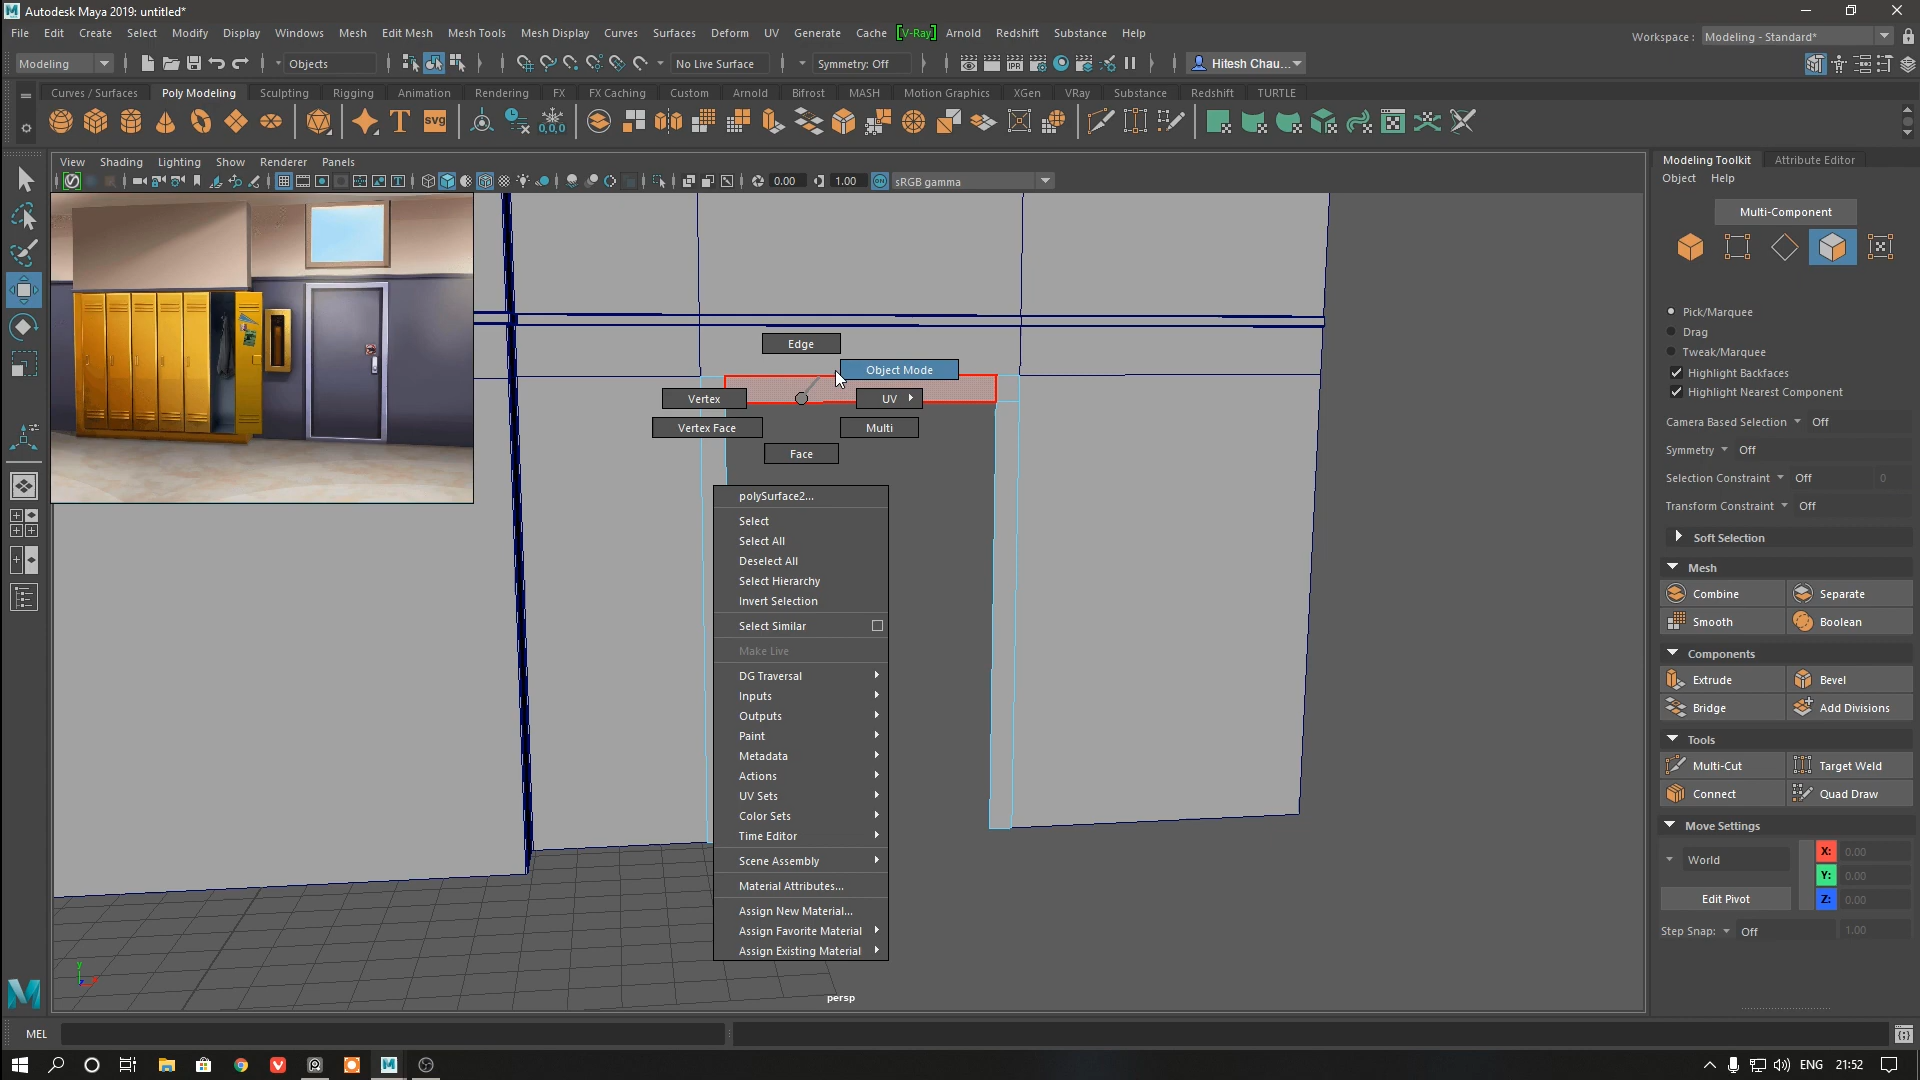 Autodesk Maya 2019: untitled*
File Edit Create Select Modify Display Windows Mesh Edit Mesh Mesh Tools Mesh Display Curves Surfaces Deform UV Generate Cache [V-Ray] Arnold Redshift Substance Help
Workspace : Modeling - Standard*
Modeling Objects No Live Surface Symmetry: Off IPR Hitesh Chau...
Curves / Surfaces Poly Modeling Sculpting Rigging Animation Rendering FX FX Caching Custom Arnold Bifrost MASH Motion Graphics XGen VRay Substance Redshift TURTLE
T SVG 0,0,0
View Shading Lighting Show Renderer Panels
0.00 1.00 ON sRGB gamma
Edge
Object Mode
Vertex UV
Vertex Face Multi
Face
polySurface2...
Select
Select All
Deselect All
Select Hierarchy
Invert Selection
Select Similar
Make Live
DG Traversal
Inputs
Outputs
Paint
Metadata
Actions
UV Sets
Color Sets
Time Editor
Scene Assembly
Material Attributes...
Assign New Material...
Assign Favorite Material
Assign Existing Material
y
persp
Modeling Toolkit Attribute Editor
Object Help
Multi-Component
Pick/Marquee
Drag
Tweak/Marquee
Highlight Backfaces
Highlight Nearest Component
Camera Based Selection Off
Symmetry Off
Selection Constraint Off 0
Transform Constraint Off
Soft Selection
Mesh
Combine Separate
Smooth Boolean
Components
Extrude Bevel
Bridge Add Divisions
Tools
Multi-Cut Target Weld
Connect Quad Draw
Move Settings
World X: 0.00
Y: 0.00
Edit Pivot Z: 0.00
Step Snap: Off 1.00
M
MEL
M ENG 21:52